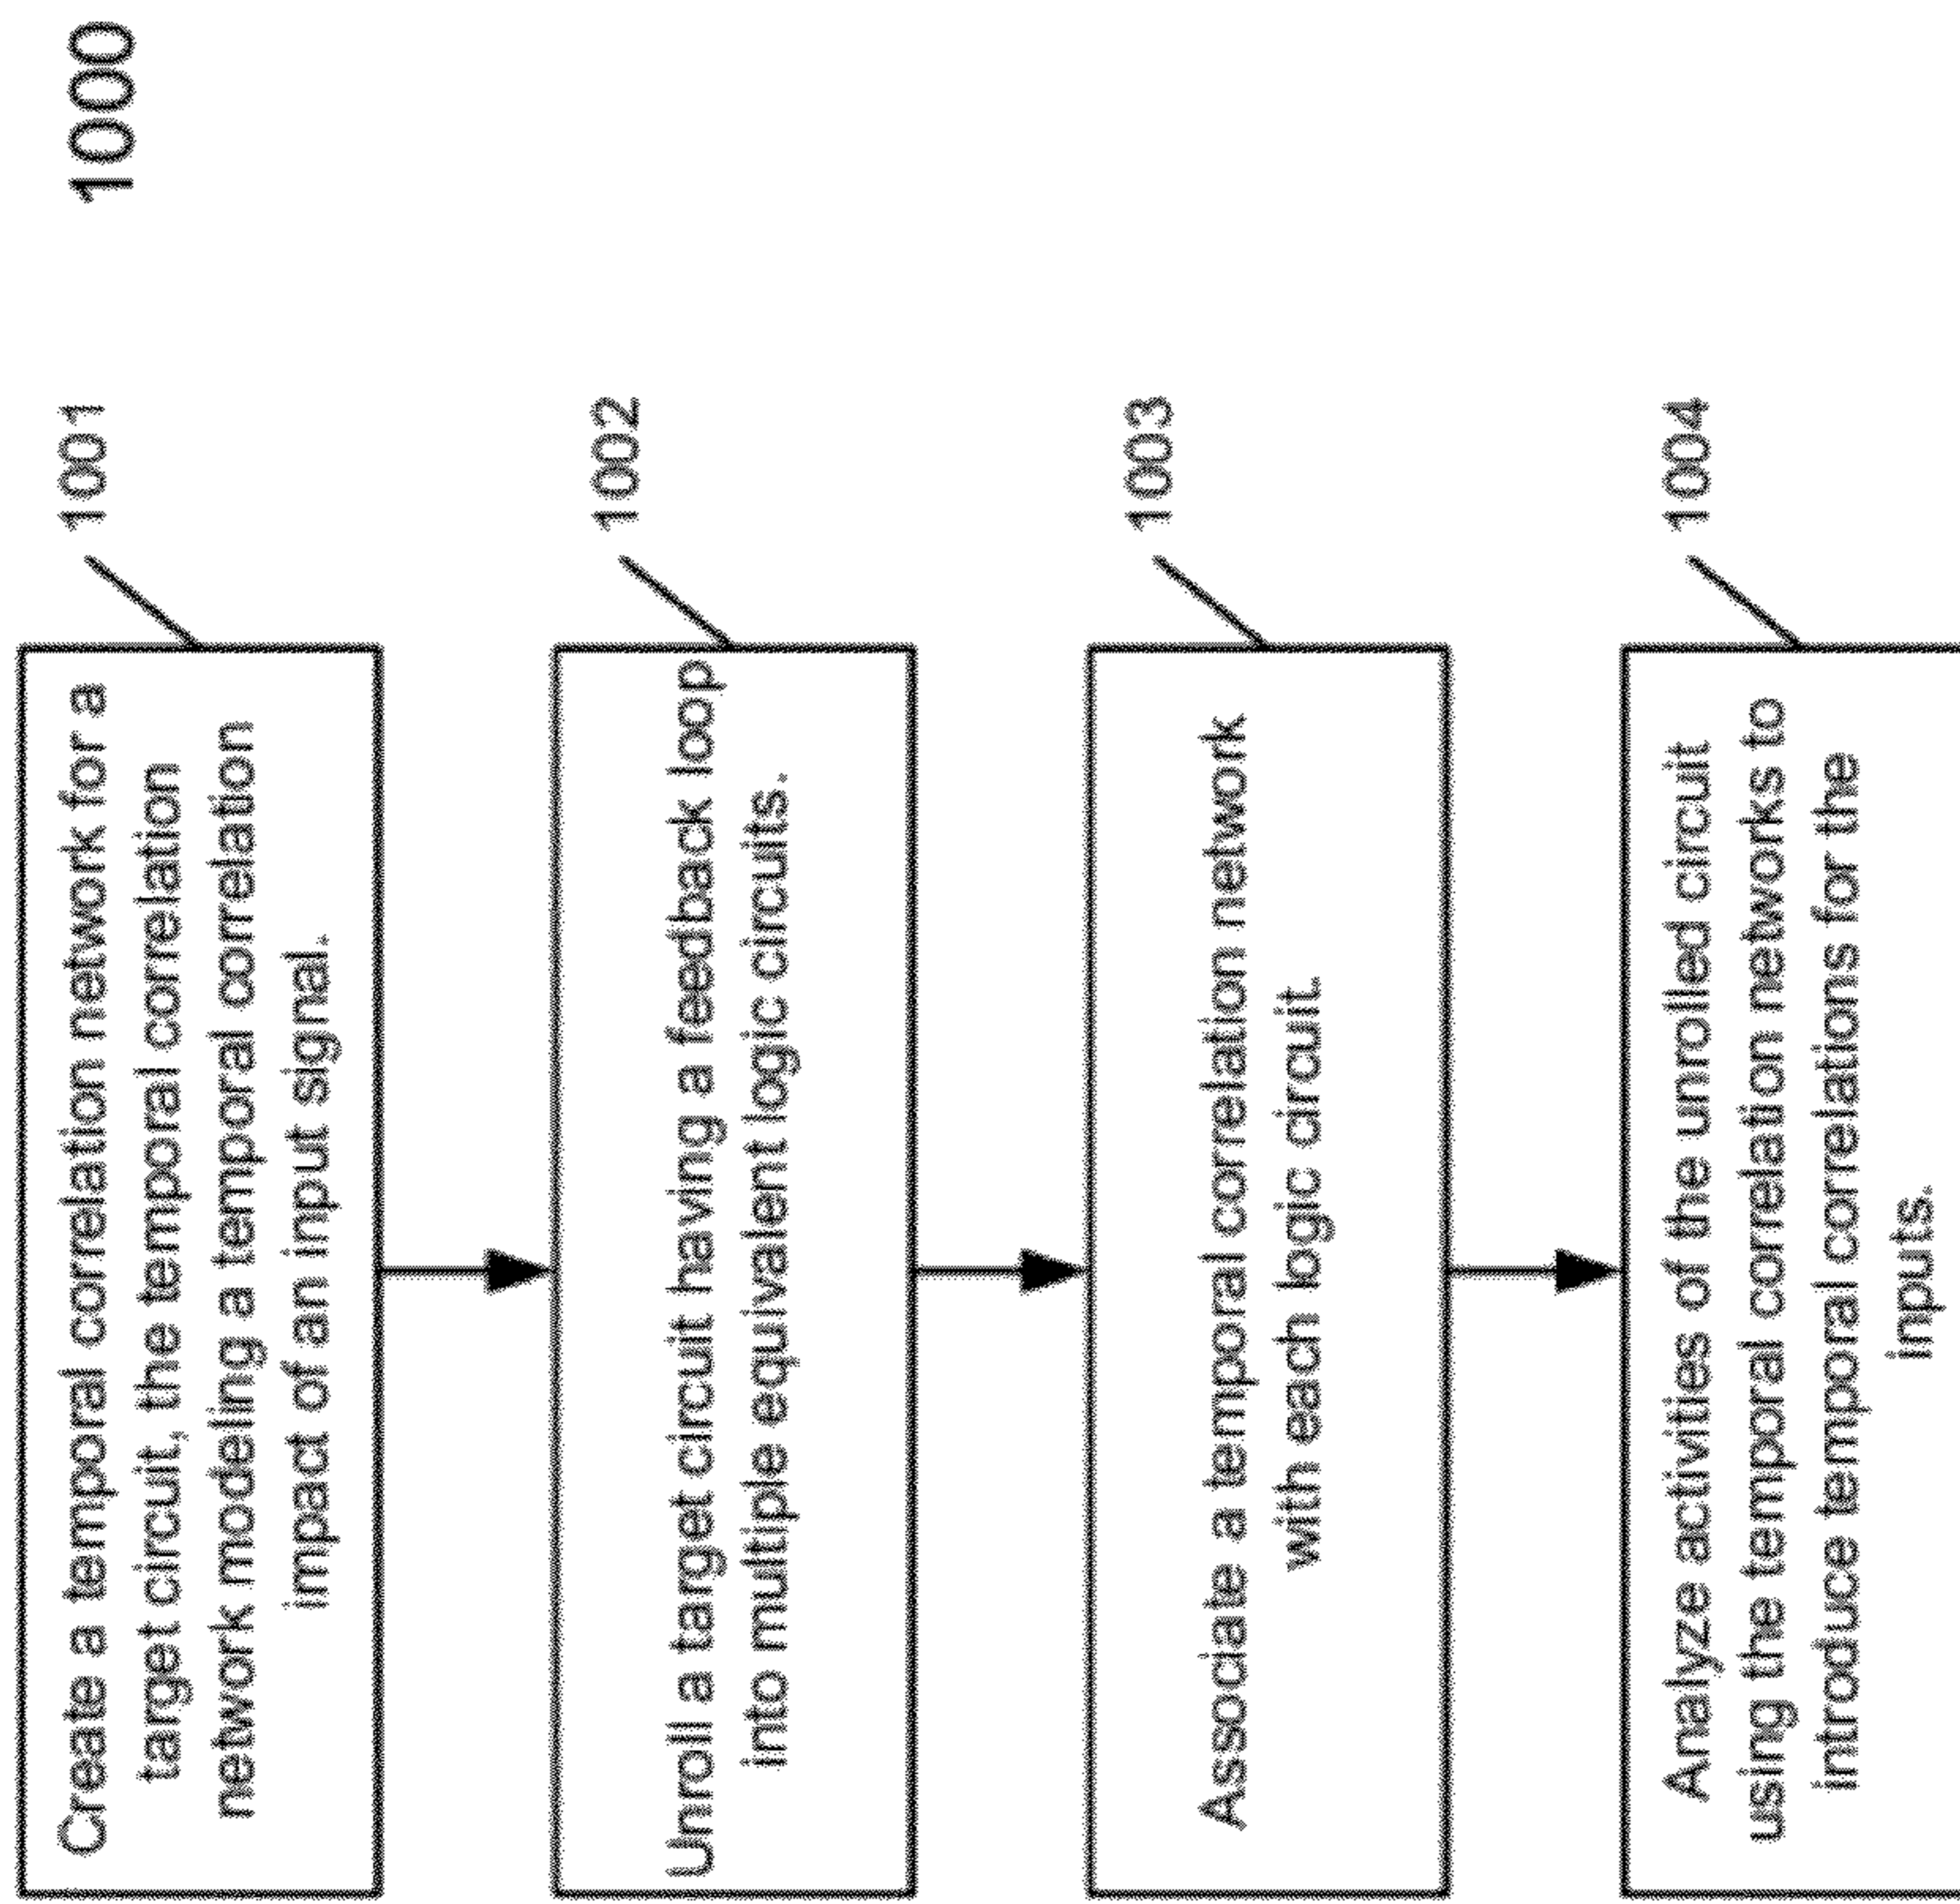 1000
1001
Create a temporal correlation network for a
target circuit, the temporal correlation
network modeling a temporal correlation
impact of an input signal.
1002
Unroll a target circuit having a feedback loop
into multiple equivalent logic circuits.
1003
Associate a temporal correlation network
with each logic circuit.
1004
Analyze activities of the unrolled circuit
using the temporal correlation networks to
introduce temporal correlations for the
inputs.